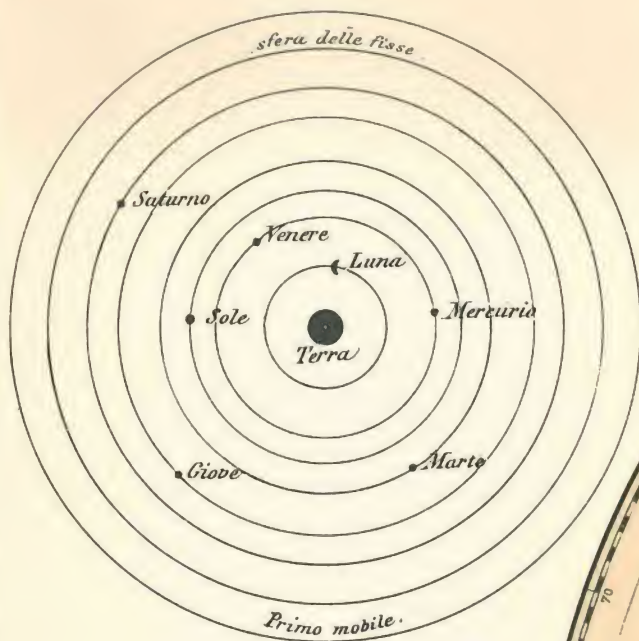 sfera delle fisse.
Saturno
Venere
Luna
Sole
Mercurio
Terra
Giove
Marte
Primo mobile.
70